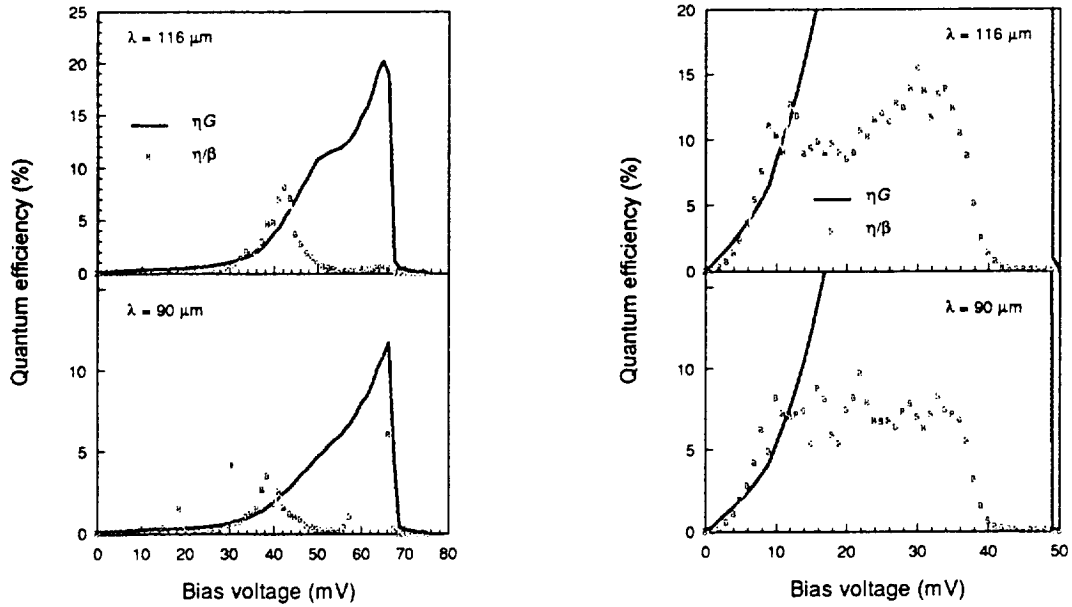 Quantum efficiency (%)
25
20
15
10
5
0
λ = 116 μm
ηG
η/β
10
5
0
λ = 90 μm
0 10 20 30 40 50 60 70 80
Bias voltage (mV)
Quantum efficiency (%)
20
15
10
5
0
λ = 116 μm
ηG
η/β
15
10
5
0
λ = 90 μm
0 10 20 30 40 50
Bias voltage (mV)